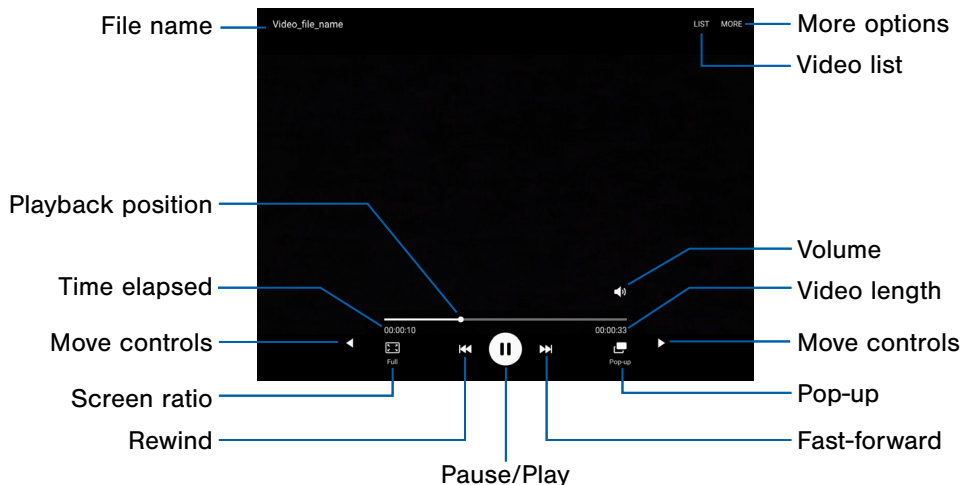 File name
Video_file_name
LIST MORE
More options
Video list
Playback position
Volume
Time elapsed
Video length
00:00:10
00:00:33
Move controls
Move controls
Full
Pop-up
Screen ratio
Pop-up
Rewind
Fast-forward
Pause/Play